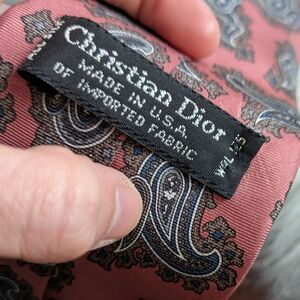 Christian Dior
MADE IN U.S.A.
OF IMPORTED FABRIC